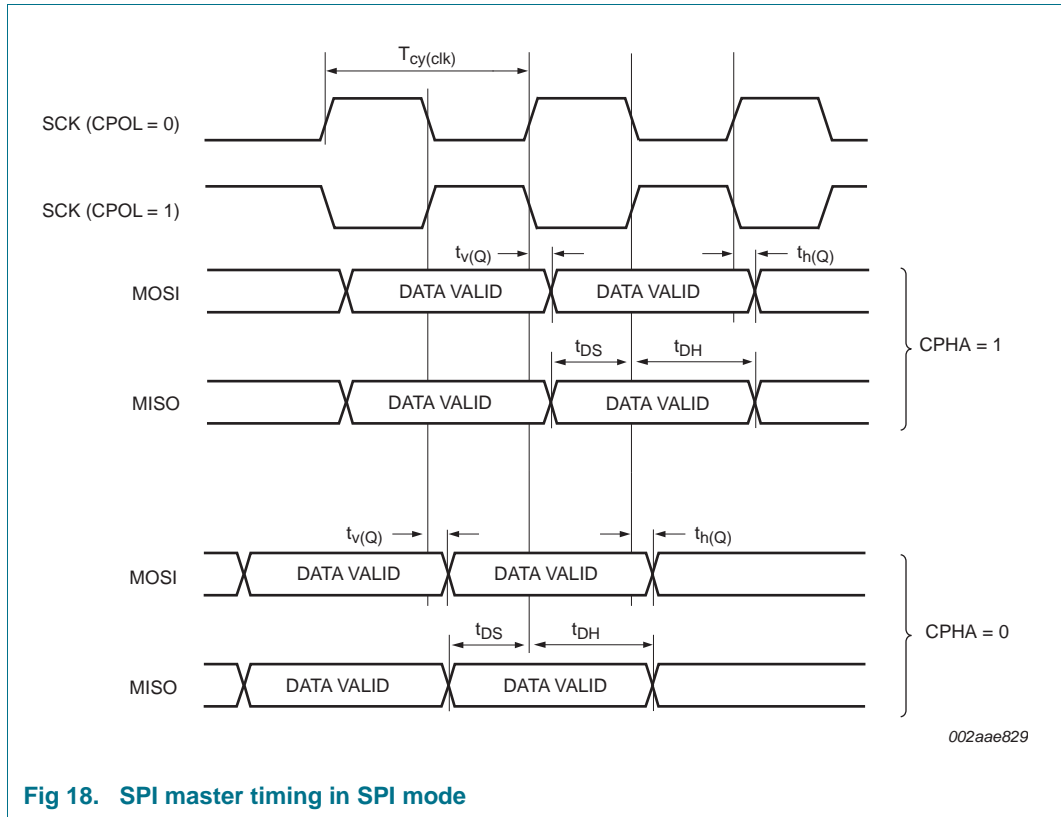 Tcy(clk)
SCK (CPOL = 0)
SCK (CPOL = 1)
tv(Q)
th(Q)
MOSI
DATA VALID
DATA VALID
tDS
tDH
CPHA = 1
MISO
DATA VALID
DATA VALID
tv(Q)
th(Q)
MOSI
DATA VALID
DATA VALID
tDS
tDH
CPHA = 0
MISO
DATA VALID
DATA VALID
002aae829
Fig 18. SPI master timing in SPI mode